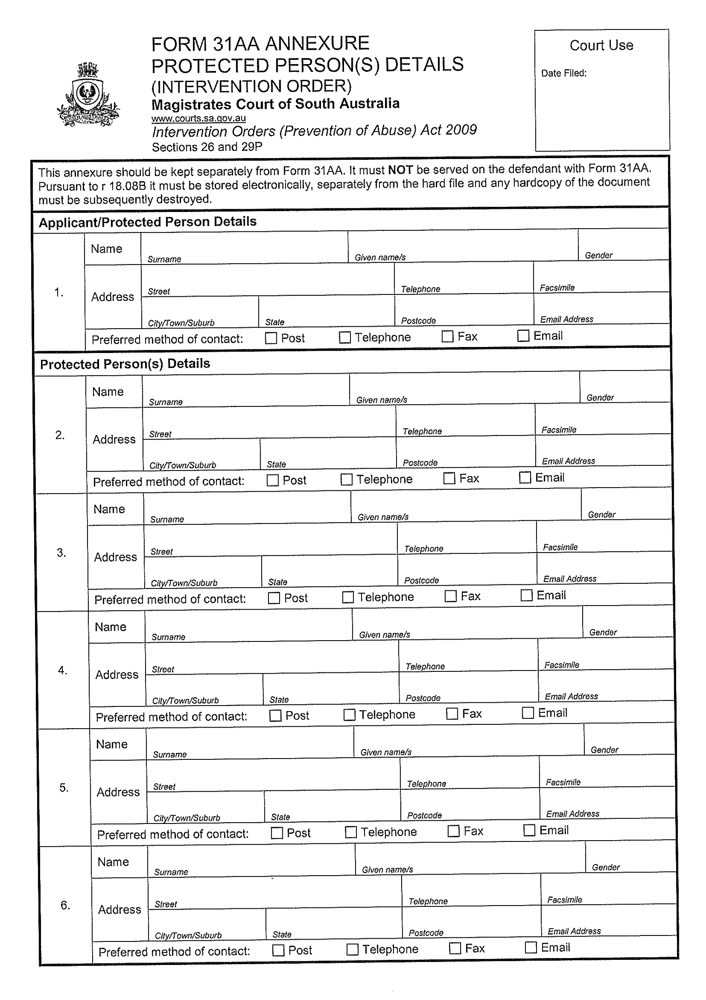 FORM 31AA ANNEXURE
PROTECTED PERSON(S) DETAILS
(INTERVENTION ORDER)
Magistrates Court of South Australia
www.courts.sa.gov.au
Intervention Orders (Prevention of Abuse) Act 2009
Sections 26 and 29P
Court Use
Date Filed:
This annexure should be kept separately from Form 31AA. It must NOT be served on the defendant with Form 31AA.
Pursuant to r 18.08B it must be stored electronically, separately from the hard file and any hardcopy of the document
must be subsequently destroyed.
Applicant/Protected Person Details
1.
Name
Surname Given name/s Gender
Address
Street Telephone Facsimile
City/Town/Suburb State Postcode Email Address
Preferred method of contact: Post Telephone Fax Email
Protected Person(s) Details
2.
Name
Surname Given name/s Gender
Address
Street Telephone Facsimile
City/Town/Suburb State Postcode Email Address
Preferred method of contact: Post Telephone Fax Email
3.
Name
Surname Given name/s Gender
Address
Street Telephone Facsimile
City/Town/Suburb State Postcode Email Address
Preferred method of contact: Post Telephone Fax Email
4.
Name
Surname Given name/s Gender
Address
Street Telephone Facsimile
City/Town/Suburb State Postcode Email Address
Preferred method of contact: Post Telephone Fax Email
5.
Name
Surname Given name/s Gender
Address
Street Telephone Facsimile
City/Town/Suburb State Postcode Email Address
Preferred method of contact: Post Telephone Fax Email
6.
Name
Surname Given name/s Gender
Address
Street Telephone Facsimile
City/Town/Suburb State Postcode Email Address
Preferred method of contact: Post Telephone Fax Email